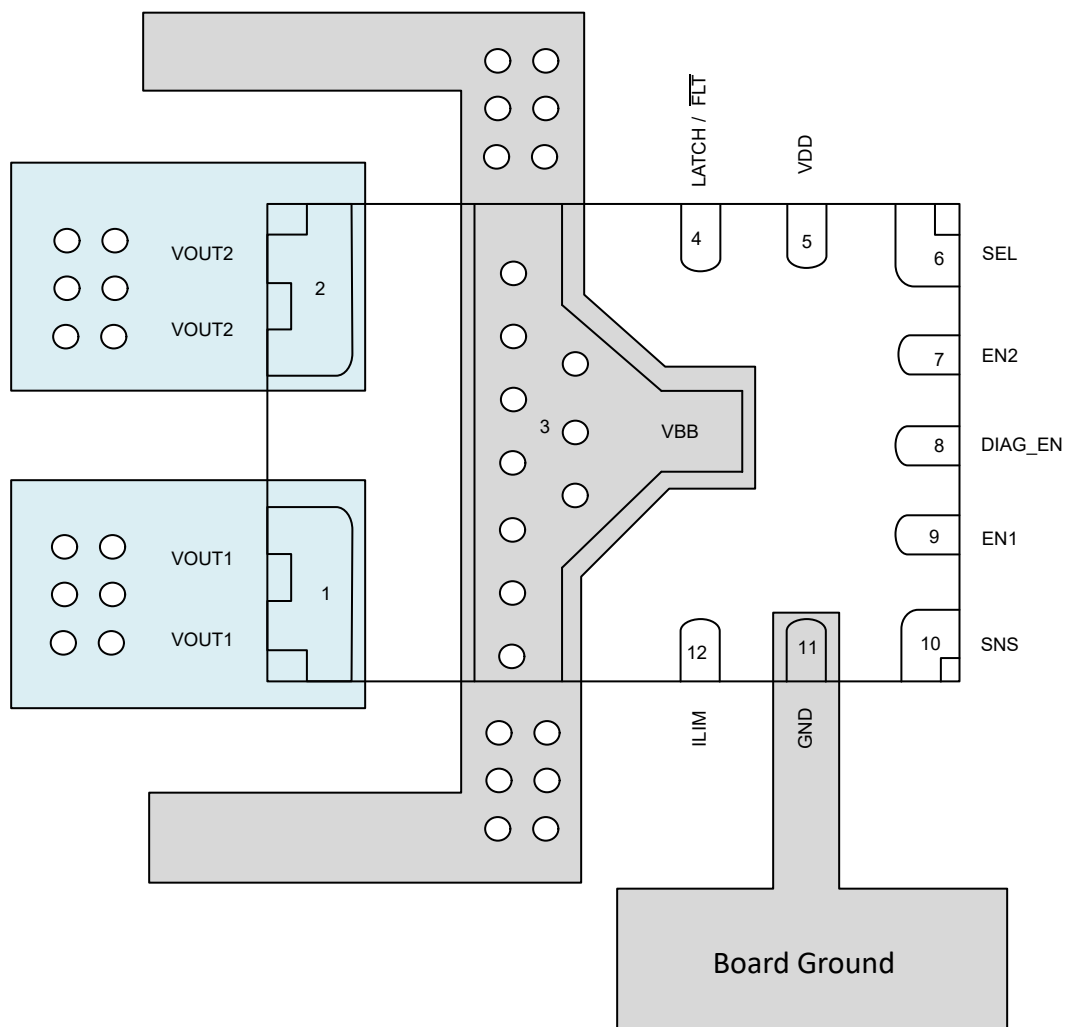 LATCH / FLT
VDD
4
5
6
SEL
VOUT2
2
VOUT2
7
EN2
3
VBB
8
DIAG_EN
9
EN1
VOUT1
1
VOUT1
12
11
10
SNS
ILIM
GND
Board Ground